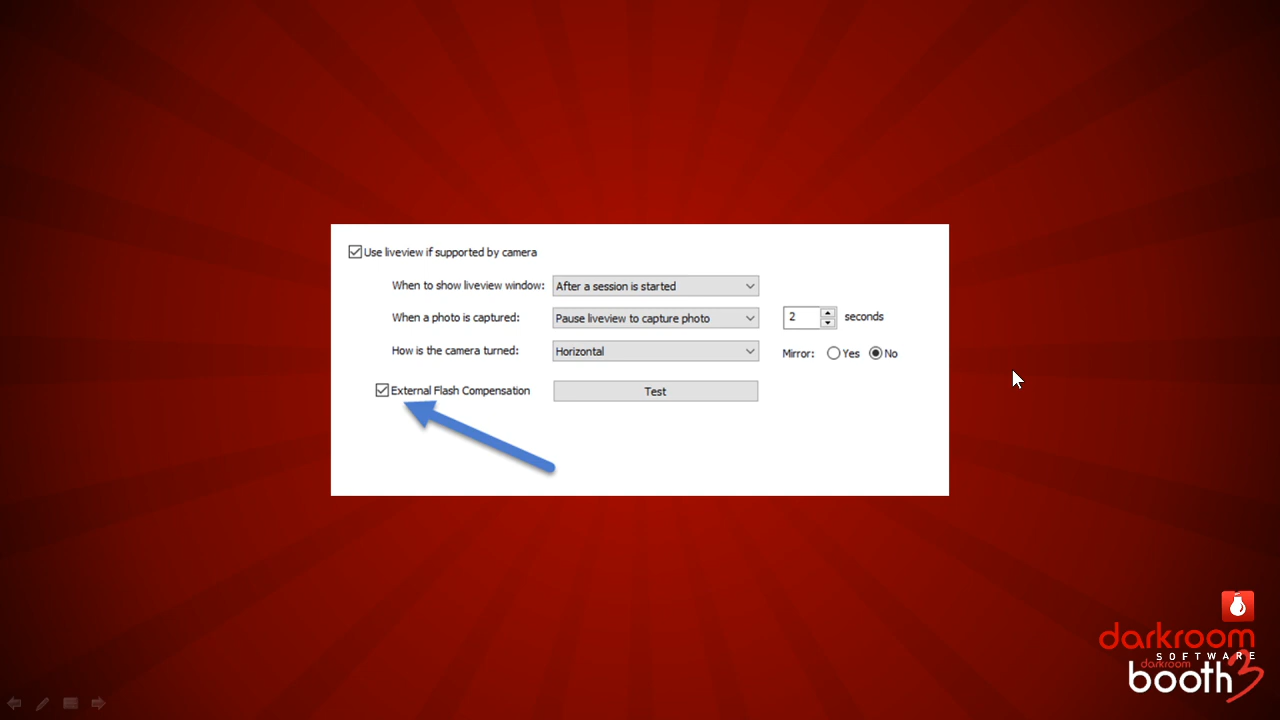 Use liveview if supported by camera
When to show liveview window: After a session is started
When a photo is captured: Pause liveview to capture photo 2 seconds
How is the camera turned: Horizontal Mirror: Yes No
External Flash Compensation Test
darkroom
SOFTWARE
darkroom
booth3